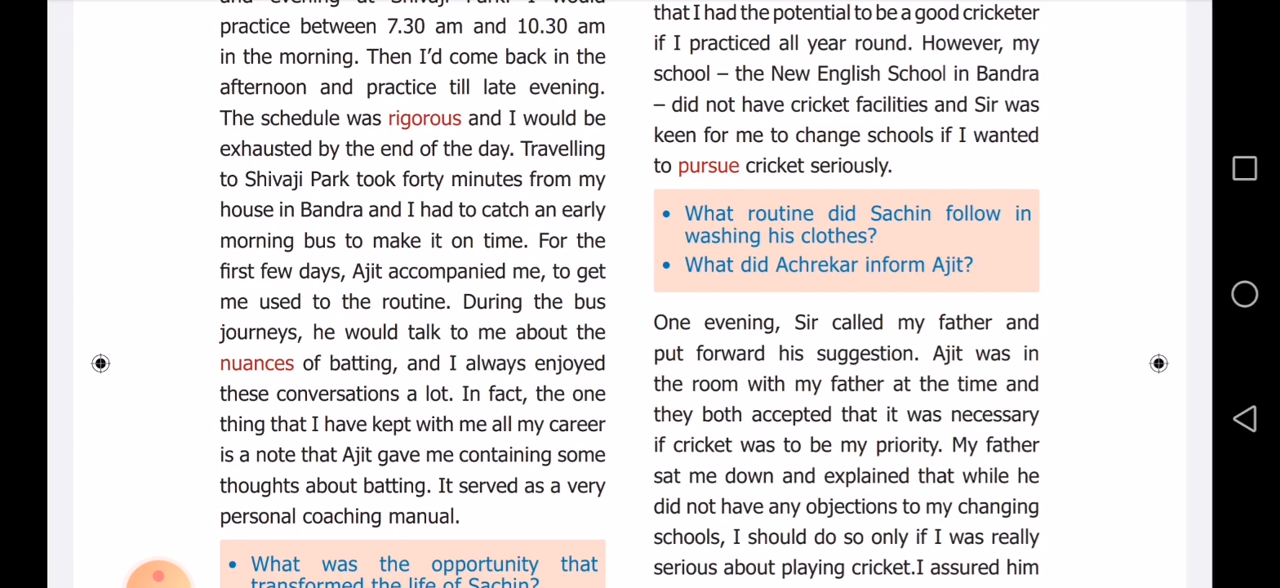 and evening at Shivaji Park. I would
practice between 7.30 am and 10.30 am
in the morning. Then I'd come back in the
afternoon and practice till late evening.
The schedule was rigorous and I would be
exhausted by the end of the day. Travelling
to Shivaji Park took forty minutes from my
house in Bandra and I had to catch an early
morning bus to make it on time. For the
first few days, Ajit accompanied me, to get
me used to the routine. During the bus
journeys, he would talk to me about the
nuances of batting, and I always enjoyed
these conversations a lot. In fact, the one
thing that I have kept with me all my career
is a note that Ajit gave me containing some
thoughts about batting. It served as a very
personal coaching manual.
• What was the opportunity that
transformed the life of Sachin?
that I had the potential to be a good cricketer
if I practiced all year round. However, my
school – the New English School in Bandra
– did not have cricket facilities and Sir was
keen for me to change schools if I wanted
to pursue cricket seriously.
• What routine did Sachin follow in
washing his clothes?
• What did Achrekar inform Ajit?
One evening, Sir called my father and
put forward his suggestion. Ajit was in
the room with my father at the time and
they both accepted that it was necessary
if cricket was to be my priority. My father
sat me down and explained that while he
did not have any objections to my changing
schools, I should do so only if I was really
serious about playing cricket.I assured him